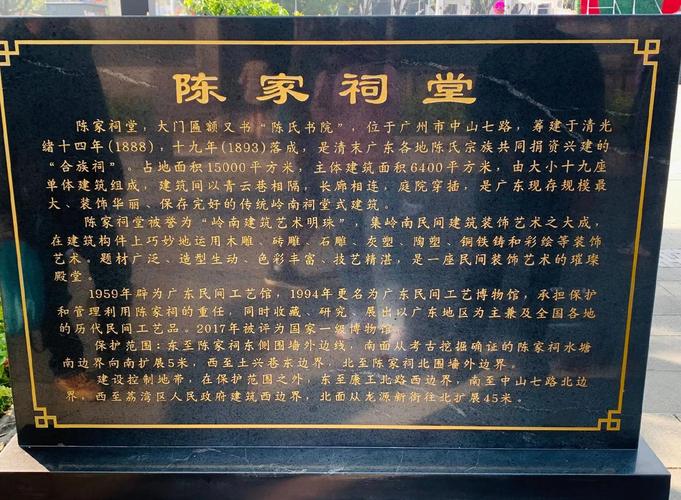 陈家祠堂
陈家祠堂，大门匾额又书“陈氏书院”，位于广州市中山七路，筹建于清光
绪十四年(1888)，十九年(1893)落成，是清末广东各地陈氏宗族共同捐资兴建的
“合族祠”。占地面积15000平方米，主体建筑面积6400平方米，由大小十九座
单体建筑组成，建筑间以青云巷相隔，长廊相连，庭院穿插，是广东现存规模最
大、装饰华丽、保存完好的传统岭南祠堂式建筑。
陈家祠堂被誉为“岭南建筑艺术明珠”，集岭南民间建筑装饰艺术之大成，
在建筑构件上巧妙地运用木雕、砖雕、石雕、灰塑、陶塑、铜铁铸和彩绘等装饰
艺术。题材广泛、造型生动、色彩丰富、技艺精湛，是一座民间装饰艺术的璀璨
殿堂。
1959年辟为广东民间工艺馆，1994年更名为广东民间工艺博物馆，承担保护
和管理利用陈家祠的重任，同时收藏、研究、展出以广东地区为主兼及全国各地
的历代民间工艺品。2017年被评为国家一级博物馆。
保护范围：东至陈家祠东侧围墙外边线，南面从考古挖掘确证的陈家祠水塘
南边界向南扩展5米，西至土兴巷东边界，北至陈家祠北围墙外边界。
建设控制地带，在保护范围之外，东至康王北路西边界，南至中山七路北边
界，西至荔湾区人民政府建筑西边界，北面从龙源新街往北扩展45米。